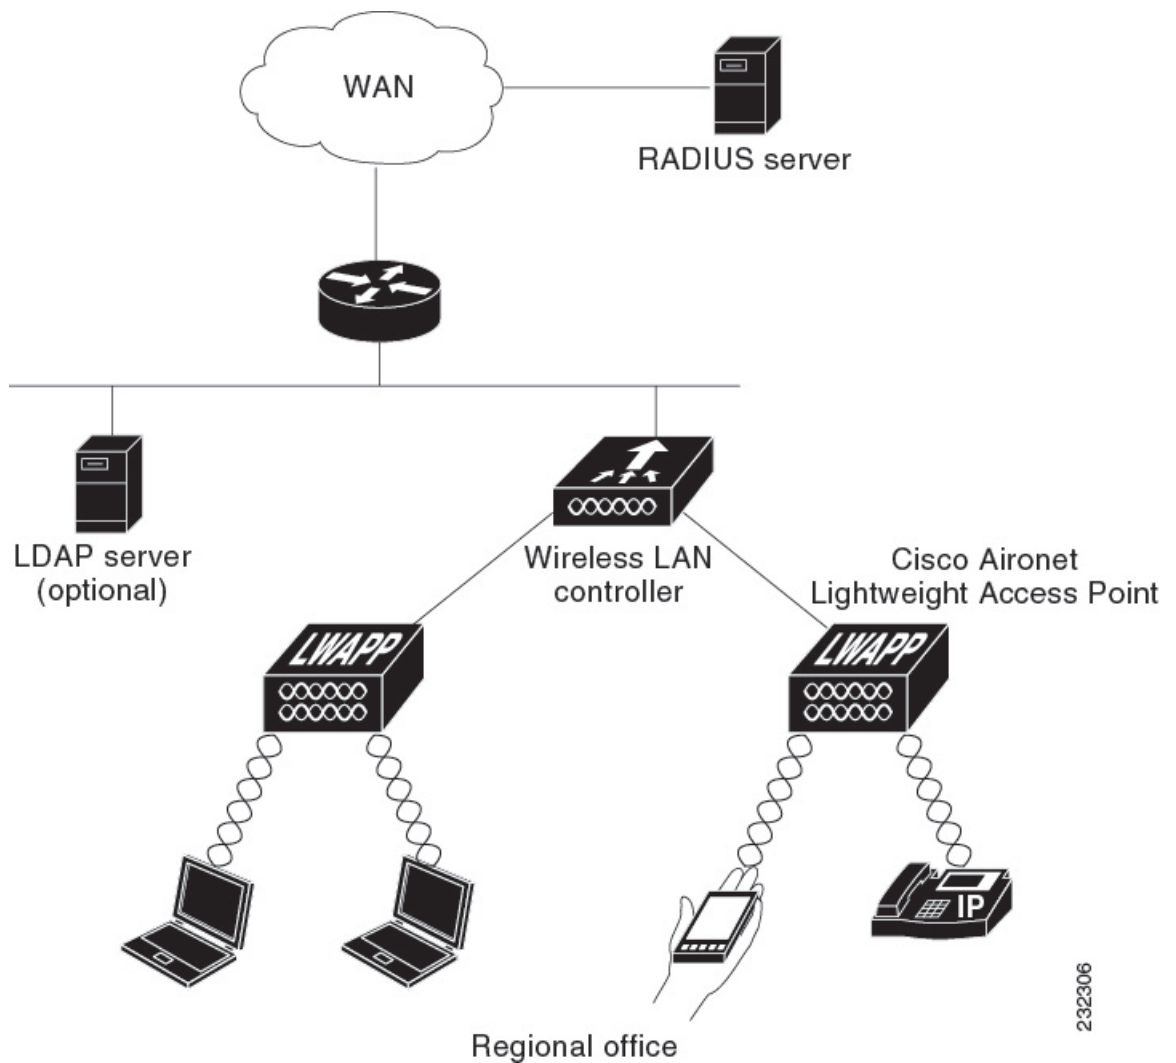 WAN
RADIUS server
LDAP server
(optional)
Wireless LAN
controller
Cisco Aironet
Lightweight Access Point
LWAPP
LWAPP
IP
232306
Regional office